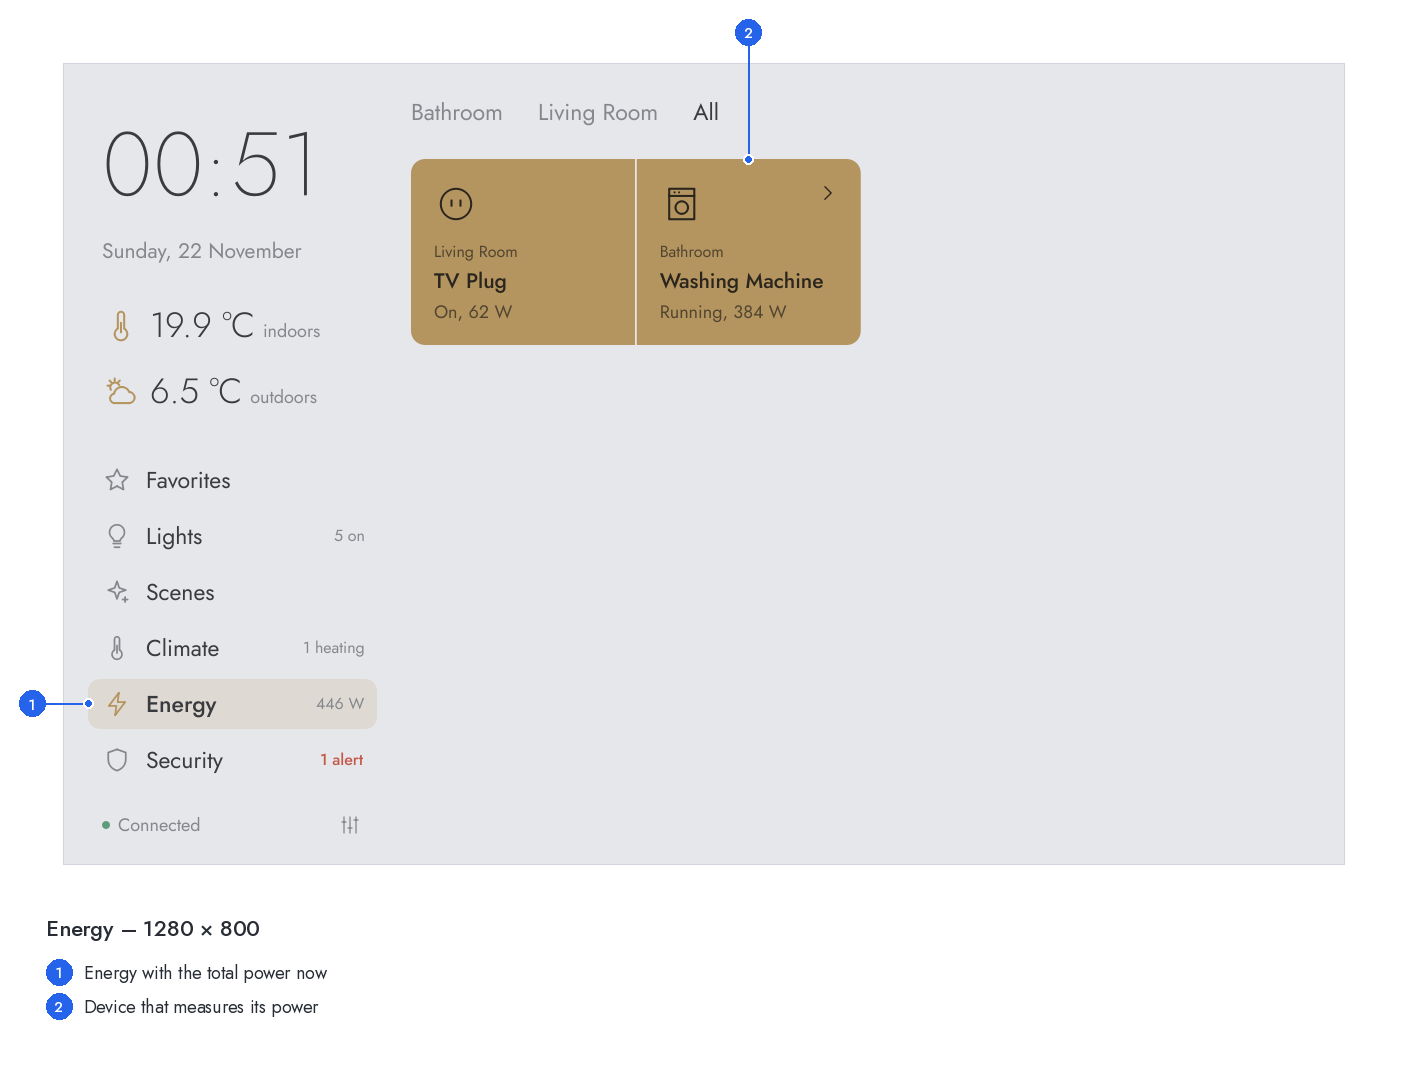 2
Bathroom Living Room All
00:51
Sunday, 22 November
19.9 °C indoors
6.5 °C outdoors
Living Room
TV Plug
On, 62 W
Bathroom
Washing Machine
Running, 384 W
Favorites
Lights 5 on
Scenes
Climate 1 heating
1
Energy 446 W
Security 1 alert
Connected
Energy — 1280 × 800
1 Energy with the total power now
2 Device that measures its power